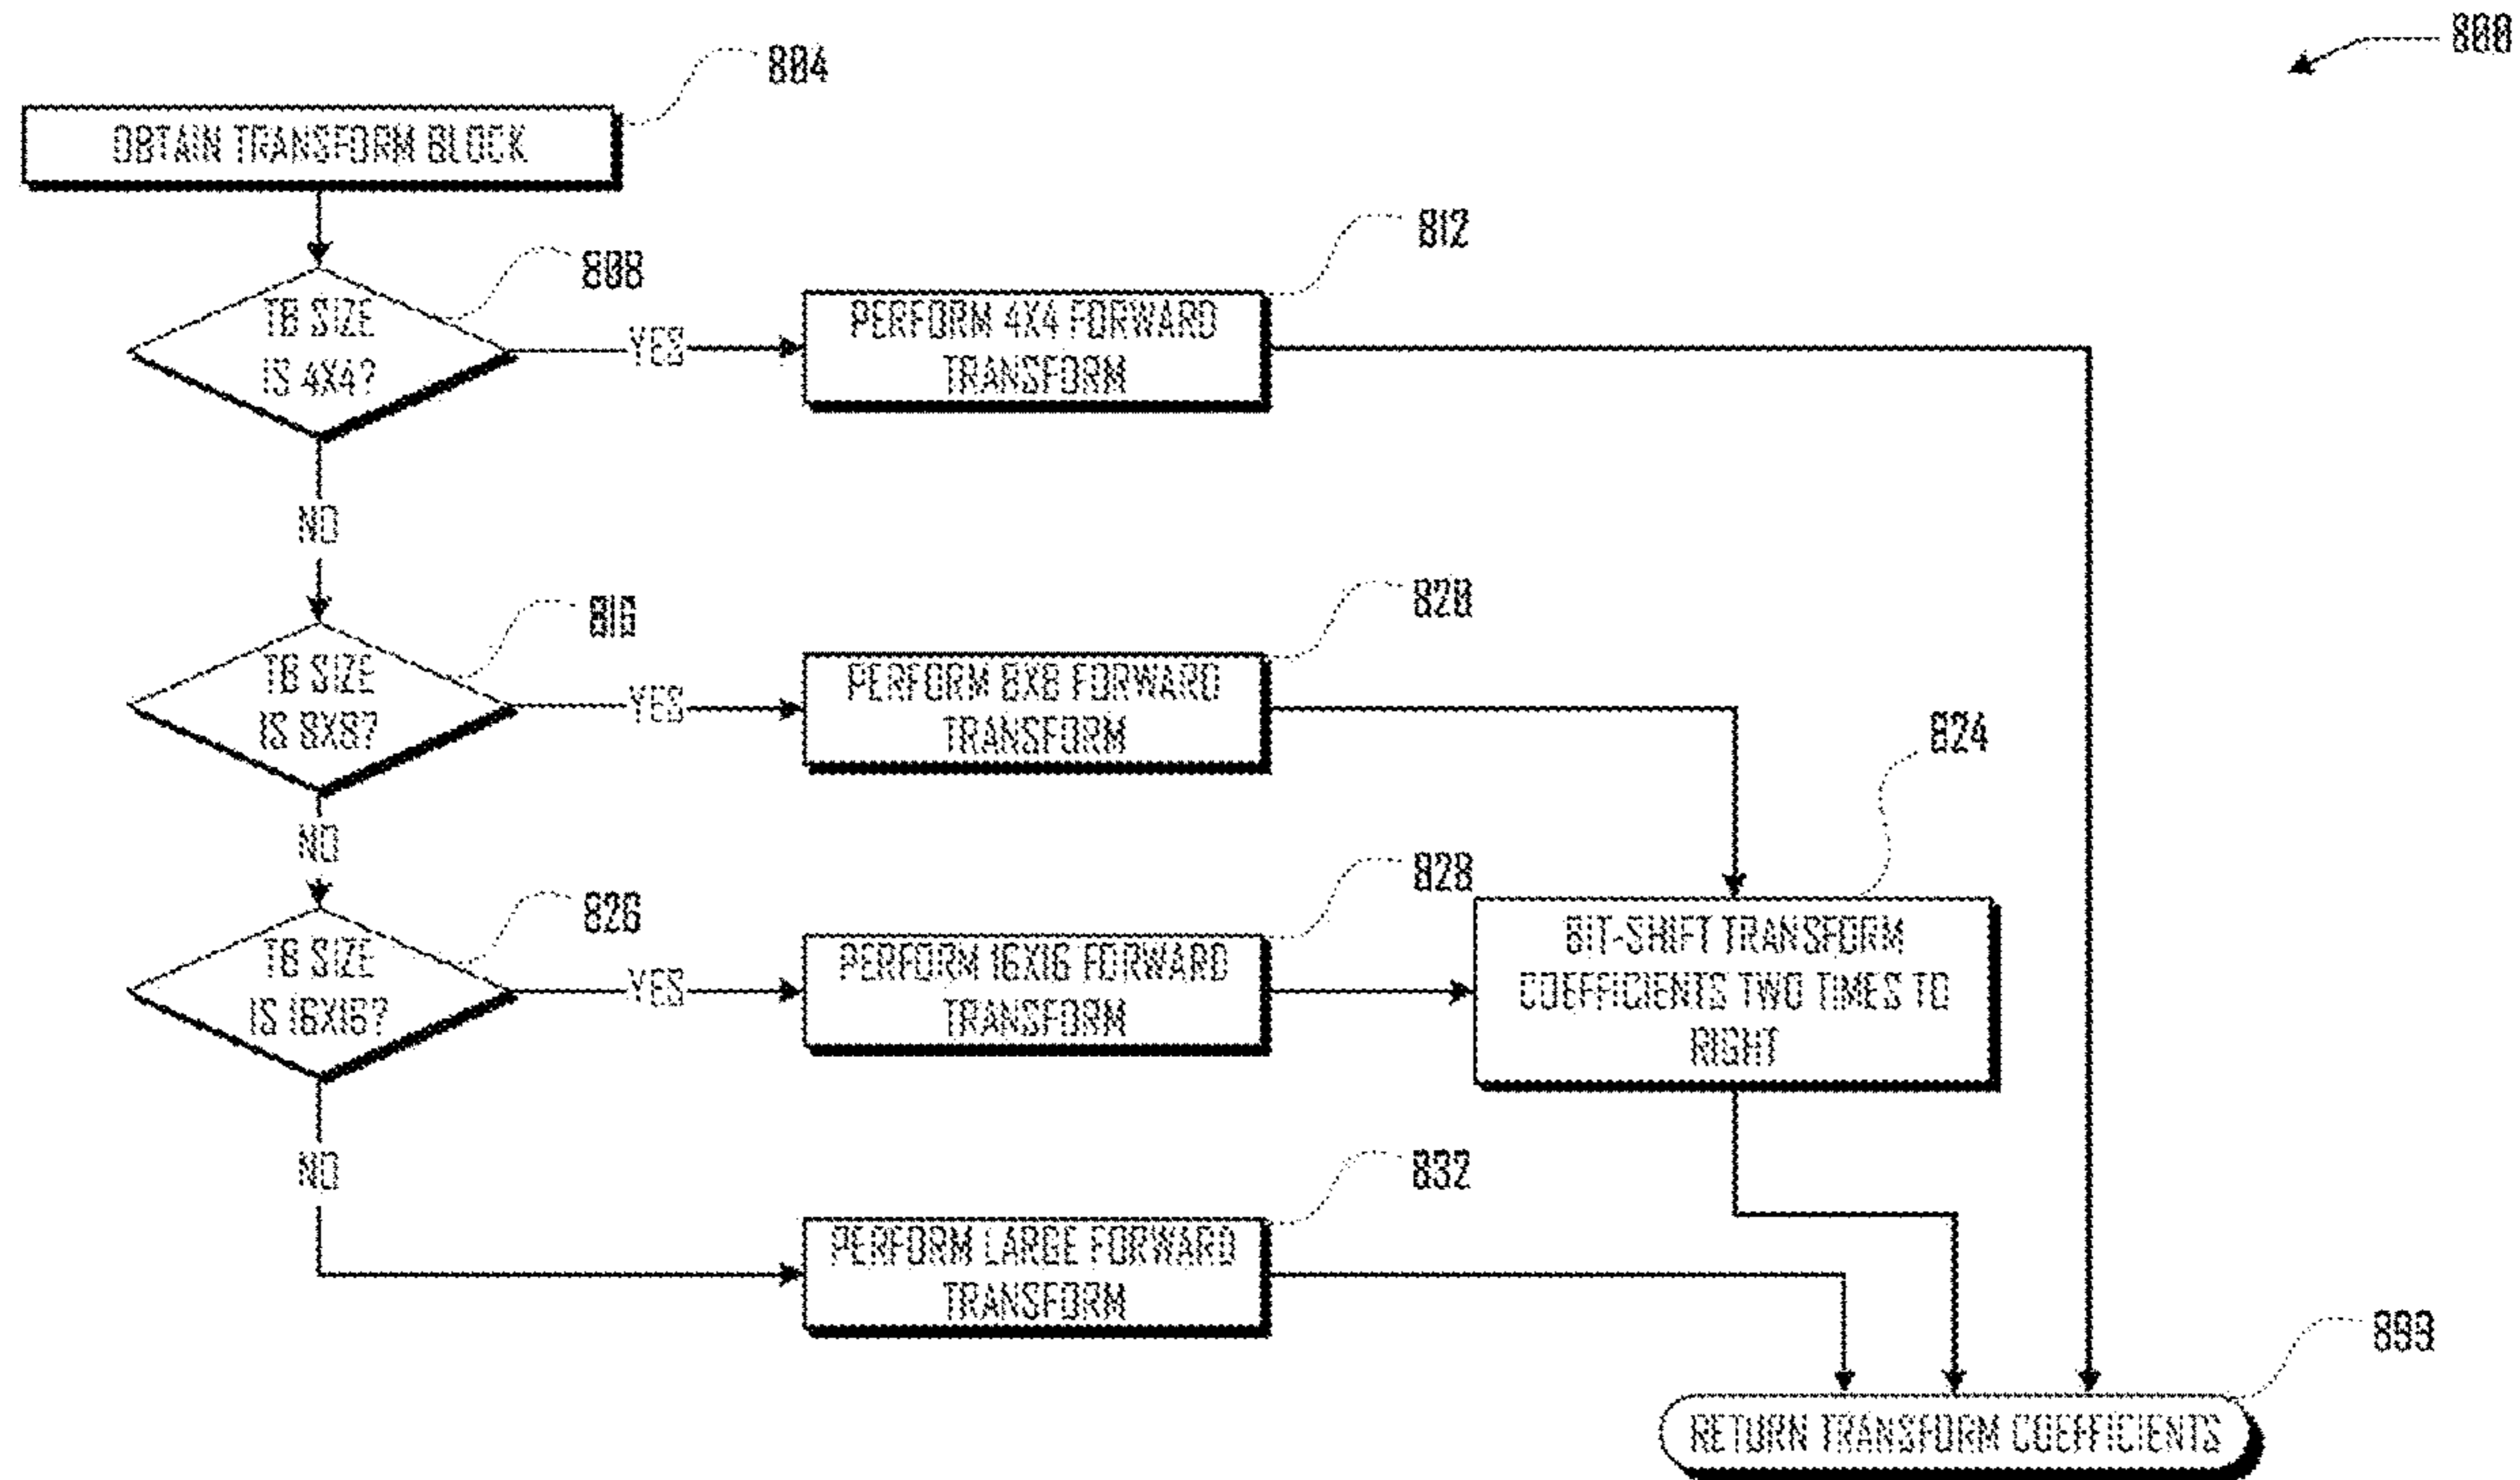 800
804
OBTAIN TRANSFORM BLOCK
808
TB SIZE
IS 4X4?
YES
812
PERFORM 4X4 FORWARD
TRANSFORM
NO
816
TB SIZE
IS 8X8?
YES
820
PERFORM 8X8 FORWARD
TRANSFORM
824
BIT-SHIFT TRANSFORM
COEFFICIENTS TWO TIMES TO
RIGHT
NO
826
TB SIZE
IS 16X16?
YES
828
PERFORM 16X16 FORWARD
TRANSFORM
NO
832
PERFORM LARGE FORWARD
TRANSFORM
899
RETURN TRANSFORM COEFFICIENTS